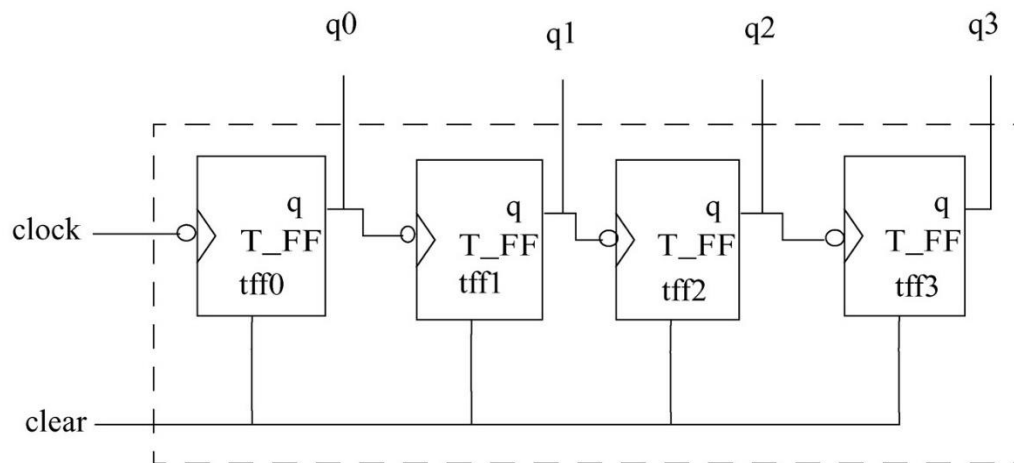 q0
q1
q2
q3
q
T_FF
tff0
q
T_FF
tff1
q
T_FF
tff2
q
T_FF
tff3
clock
clear